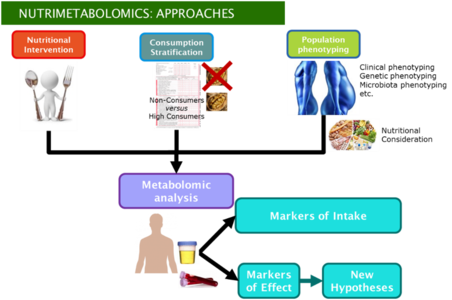 NUTRIMETABOLOMICS: APPROACHES
Nutritional
Intervention
Consumption
Stratification
Population
phenotyping
Non-Consumers
versus
High Consumers
Clinical phenotyping
Genetic phenotyping
Microbiota phenotyping
etc.
Nutritional
Consideration
Metabolomic
analysis
Markers of Intake
Markers
of Effect
New
Hypotheses